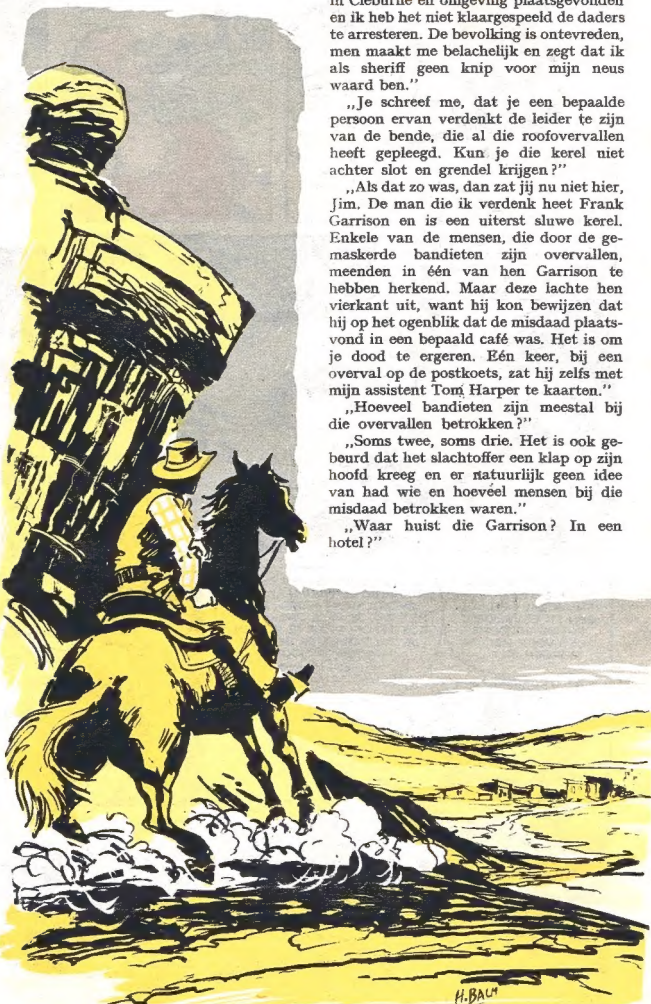 in Cleburne en omgeving plaatsgevonden
en ik heb het niet klaargespeeld de daders
te arresteren. De bevolking is ontevreden,
men maakt me belachelijk en zegt dat ik
als sheriff geen knip voor mijn neus
waard ben.”
„Je schreef me, dat je een bepaalde
persoon ervan verdenkt de leider te zijn
van de bende, die al die roofovervallen
heeft gepleegd. Kun je die kerel niet
achter slot en grendel krijgen?”
„Als dat zo was, dan zat jij nu niet hier,
Jim. De man die ik verdenk heet Frank
Garrison en is een uiterst sluwe kerel.
Enkele van de mensen, die door de ge-
maskerde bandieten zijn overvallen,
meenden in één van hen Garrison te
hebben herkend. Maar deze lachte hen
vierkant uit, want hij kon bewijzen dat
hij op het ogenblik dat de misdaad plaats-
vond in een bepaald café was. Het is om
je dood te ergeren. Eén keer, bij een
overval op de postkoets, zat hij zelfs met
mijn assistent Tom Harper te kaarten.”
„Hoeveel bandieten zijn meestal bij
die overvallen betrokken?”
„Soms twee, soms drie. Het is ook ge-
beurd dat het slachtoffer een klap op zijn
hoofd kreeg en er natuurlijk geen idee
van had wie en hoevéel mensen bij die
misdaad betrokken waren.”
„Waar huist die Garrison? In een
hotel?”
H. BALM